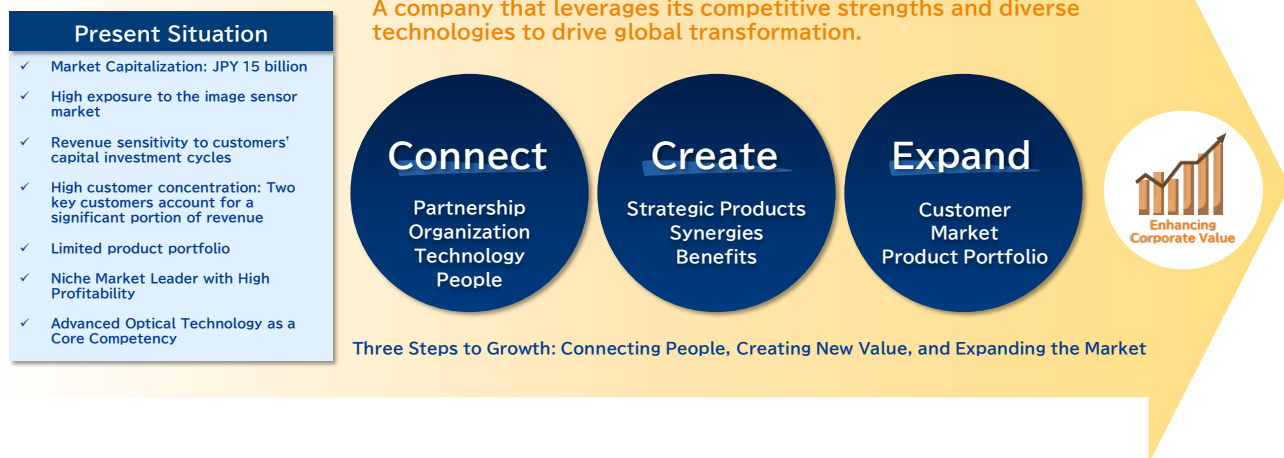 A company that leverages its competitive strengths and diverse
technologies to drive global transformation.
Present Situation
✓ Market Capitalization: JPY 15 billion
✓ High exposure to the image sensor
market
✓ Revenue sensitivity to customers’
capital investment cycles
✓ High customer concentration: Two
key customers account for a
significant portion of revenue
✓ Limited product portfolio
✓ Niche Market Leader with High
Profitability
✓ Advanced Optical Technology as a
Core Competency
Connect
Partnership
Organization
Technology
People
Create
Strategic Products
Synergies
Benefits
Expand
Customer
Market
Product Portfolio
Enhancing
Corporate Value
Three Steps to Growth: Connecting People, Creating New Value, and Expanding the Market